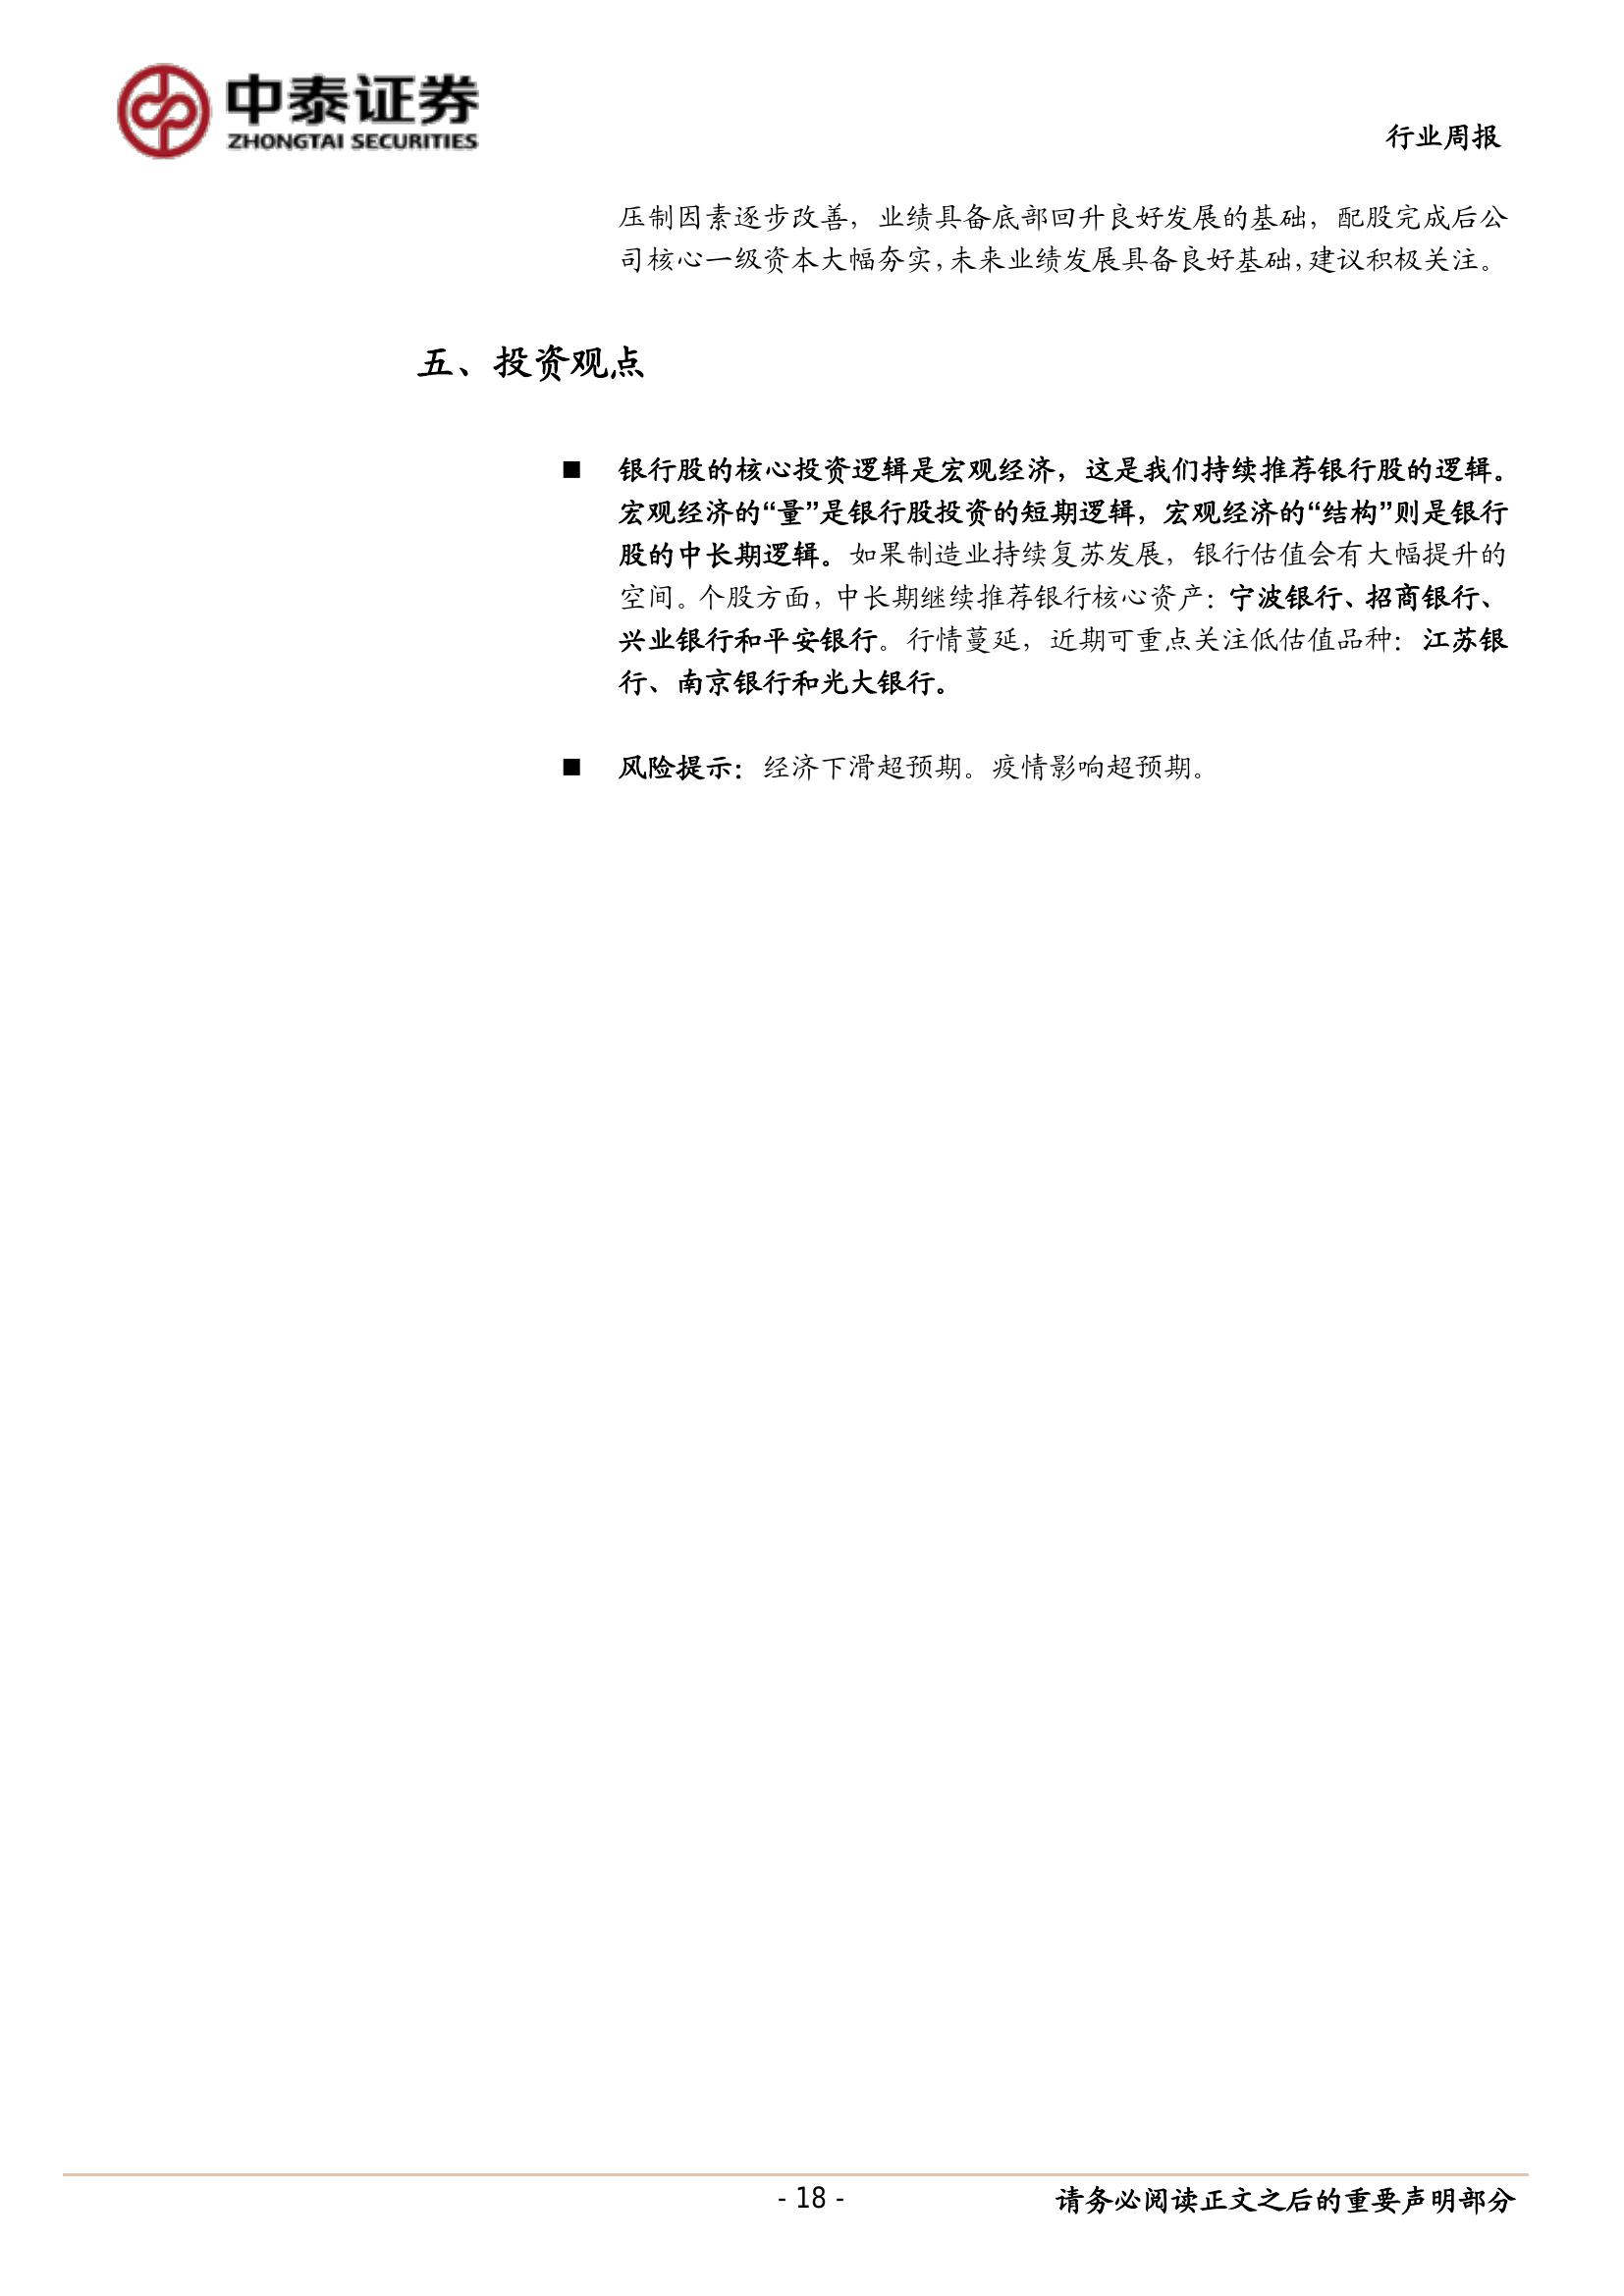 中泰证券
ZHONGTAI SECURITIES
行业周报
压制因素逐步改善，业绩具备底部回升良好发展的基础，配股完成后公
司核心一级资本大幅夯实，未来业绩发展具备良好基础，建议积极关注。
五、投资观点
■ 银行股的核心投资逻辑是宏观经济，这是我们持续推荐银行股的逻辑。
宏观经济的“量”是银行股投资的短期逻辑，宏观经济的“结构”则是银行
股的中长期逻辑。如果制造业持续复苏发展，银行估值会有大幅提升的
空间。个股方面，中长期继续推荐银行核心资产：宁波银行、招商银行、
兴业银行和平安银行。行情蔓延，近期可重点关注低估值品种：江苏银
行、南京银行和光大银行。
■ 风险提示：经济下滑超预期。疫情影响超预期。
- 18 -
请务必阅读正文之后的重要声明部分